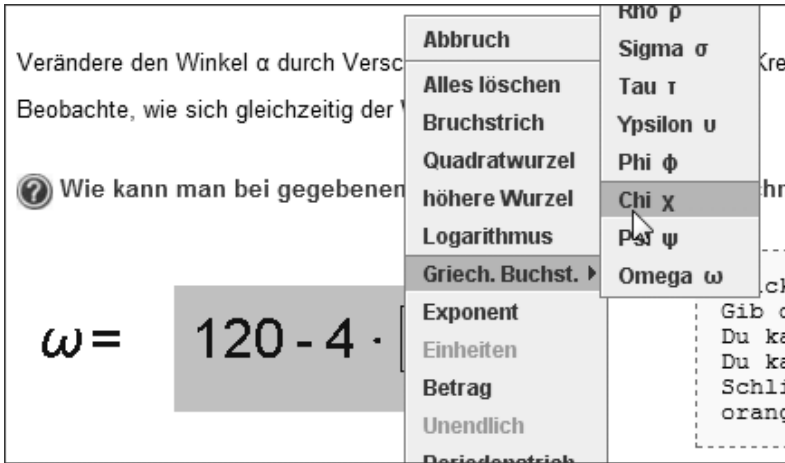 Verändere den Winkel α durch Versc
Beobachte, wie sich gleichzeitig der
Wie kann man bei gegebenen
ω = 120 - 4 ·
Abbruch
Alles löschen
Bruchstrich
Quadratwurzel
höhere Wurzel
Logarithmus
Griech. Buchst.
Exponent
Einheiten
Betrag
Unendlich
Periodenstrich
Rho ρ
Sigma σ
Tau τ
Ypsilon υ
Phi ϕ
Chi χ
Psi ψ
Omega ω
Kre
Gib
Du ka
Du ka
Schli
orang